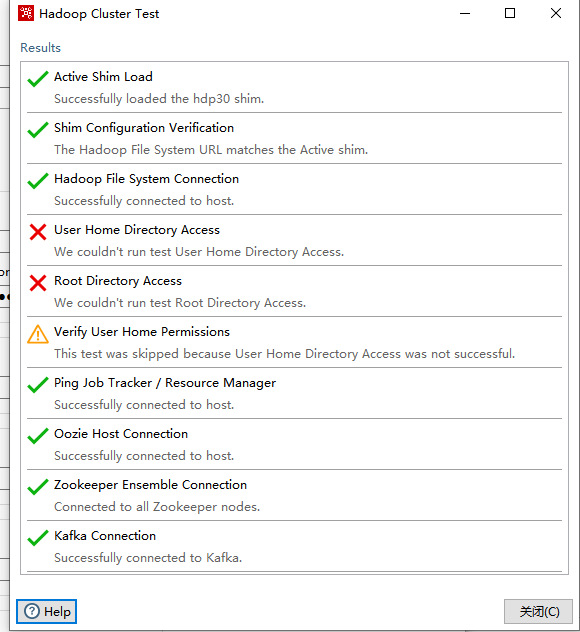 Hadoop Cluster Test
Results
Active Shim Load
Successfully loaded the hdp30 shim.
Shim Configuration Verification
The Hadoop File System URL matches the Active shim.
Hadoop File System Connection
Successfully connected to host.
User Home Directory Access
We couldn't run test User Home Directory Access.
Root Directory Access
We couldn't run test Root Directory Access.
Verify User Home Permissions
This test was skipped because User Home Directory Access was not successful.
Ping Job Tracker / Resource Manager
Successfully connected to host.
Oozie Host Connection
Successfully connected to host.
Zookeeper Ensemble Connection
Connected to all Zookeeper nodes.
Kafka Connection
Successfully connected to Kafka.
Help
关闭(C)